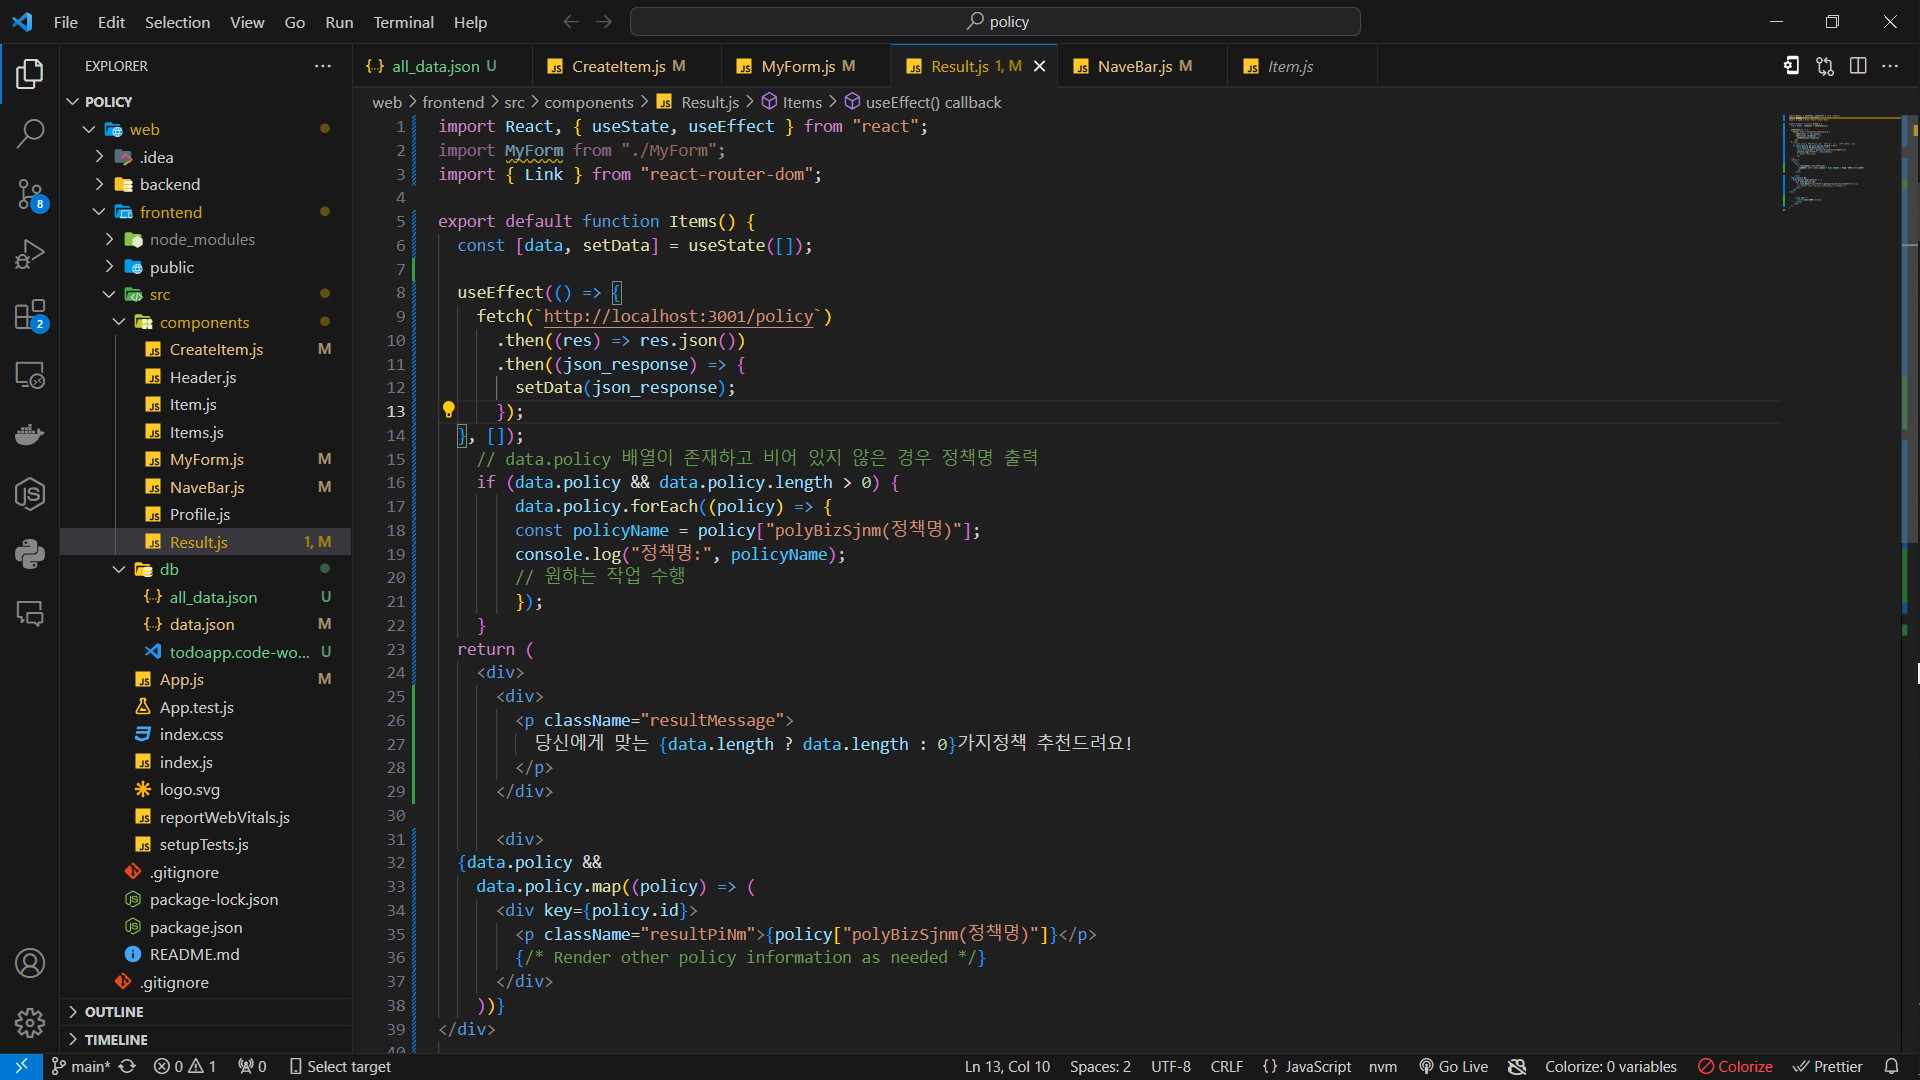 File Edit Selection View Go Run Terminal Help
policy
EXPLORER
all_data.json U
CreateItem.js M
MyForm.js M
Result.js 1, M
NaveBar.js M
Item.js
POLICY
web
.idea
backend
frontend
node_modules
public
src
components
CreateItem.js M
Header.js
Item.js
Items.js
MyForm.js M
NaveBar.js M
Profile.js
Result.js 1, M
db
all_data.json U
data.json M
todoapp.code-wo... U
App.js M
App.test.js
index.css
index.js
logo.svg
reportWebVitals.js
setupTests.js
.gitignore
package-lock.json
package.json
README.md
.gitignore
OUTLINE
TIMELINE
8
2
web > frontend > src > components > Result.js > Items > useEffect() callback
1 import React, { useState, useEffect } from "react";
2 import MyForm from "./MyForm";
3 import { Link } from "react-router-dom";
4
5 export default function Items() {
6 const [data, setData] = useState([]);
7
8 useEffect(() => {
9 fetch(`http://localhost:3001/policy`)
10 .then((res) => res.json())
11 .then((json_response) => {
12 setData(json_response);
13 });
14 }, []);
15 // data.policy 배열이 존재하고 비어 있지 않은 경우 정책명 출력
16 if (data.policy && data.policy.length > 0) {
17 data.policy.forEach((policy) => {
18 const policyName = policy["polyBizSjnm(정책명)"];
19 console.log("정책명:", policyName);
20 // 원하는 작업 수행
21 });
22 }
23 return (
24 <div>
25 <div>
26 <p className="resultMessage">
27 당신에게 맞는 {data.length ? data.length : 0}가지정책 추천드려요!
28 </p>
29 </div>
30
31 <div>
32 {data.policy &&
33 data.policy.map((policy) => (
34 <div key={policy.id}>
35 <p className="resultPiNm">{policy["polyBizSjnm(정책명)"]}</p>
36 {/* Render other policy information as needed */}
37 </div>
38 ))}
39 </div>
40
main* 0 1 0 Select target
Ln 13, Col 10 Spaces: 2 UTF-8 CRLF {} JavaScript nvm Go Live Colorize: 0 variables Colorize Prettier